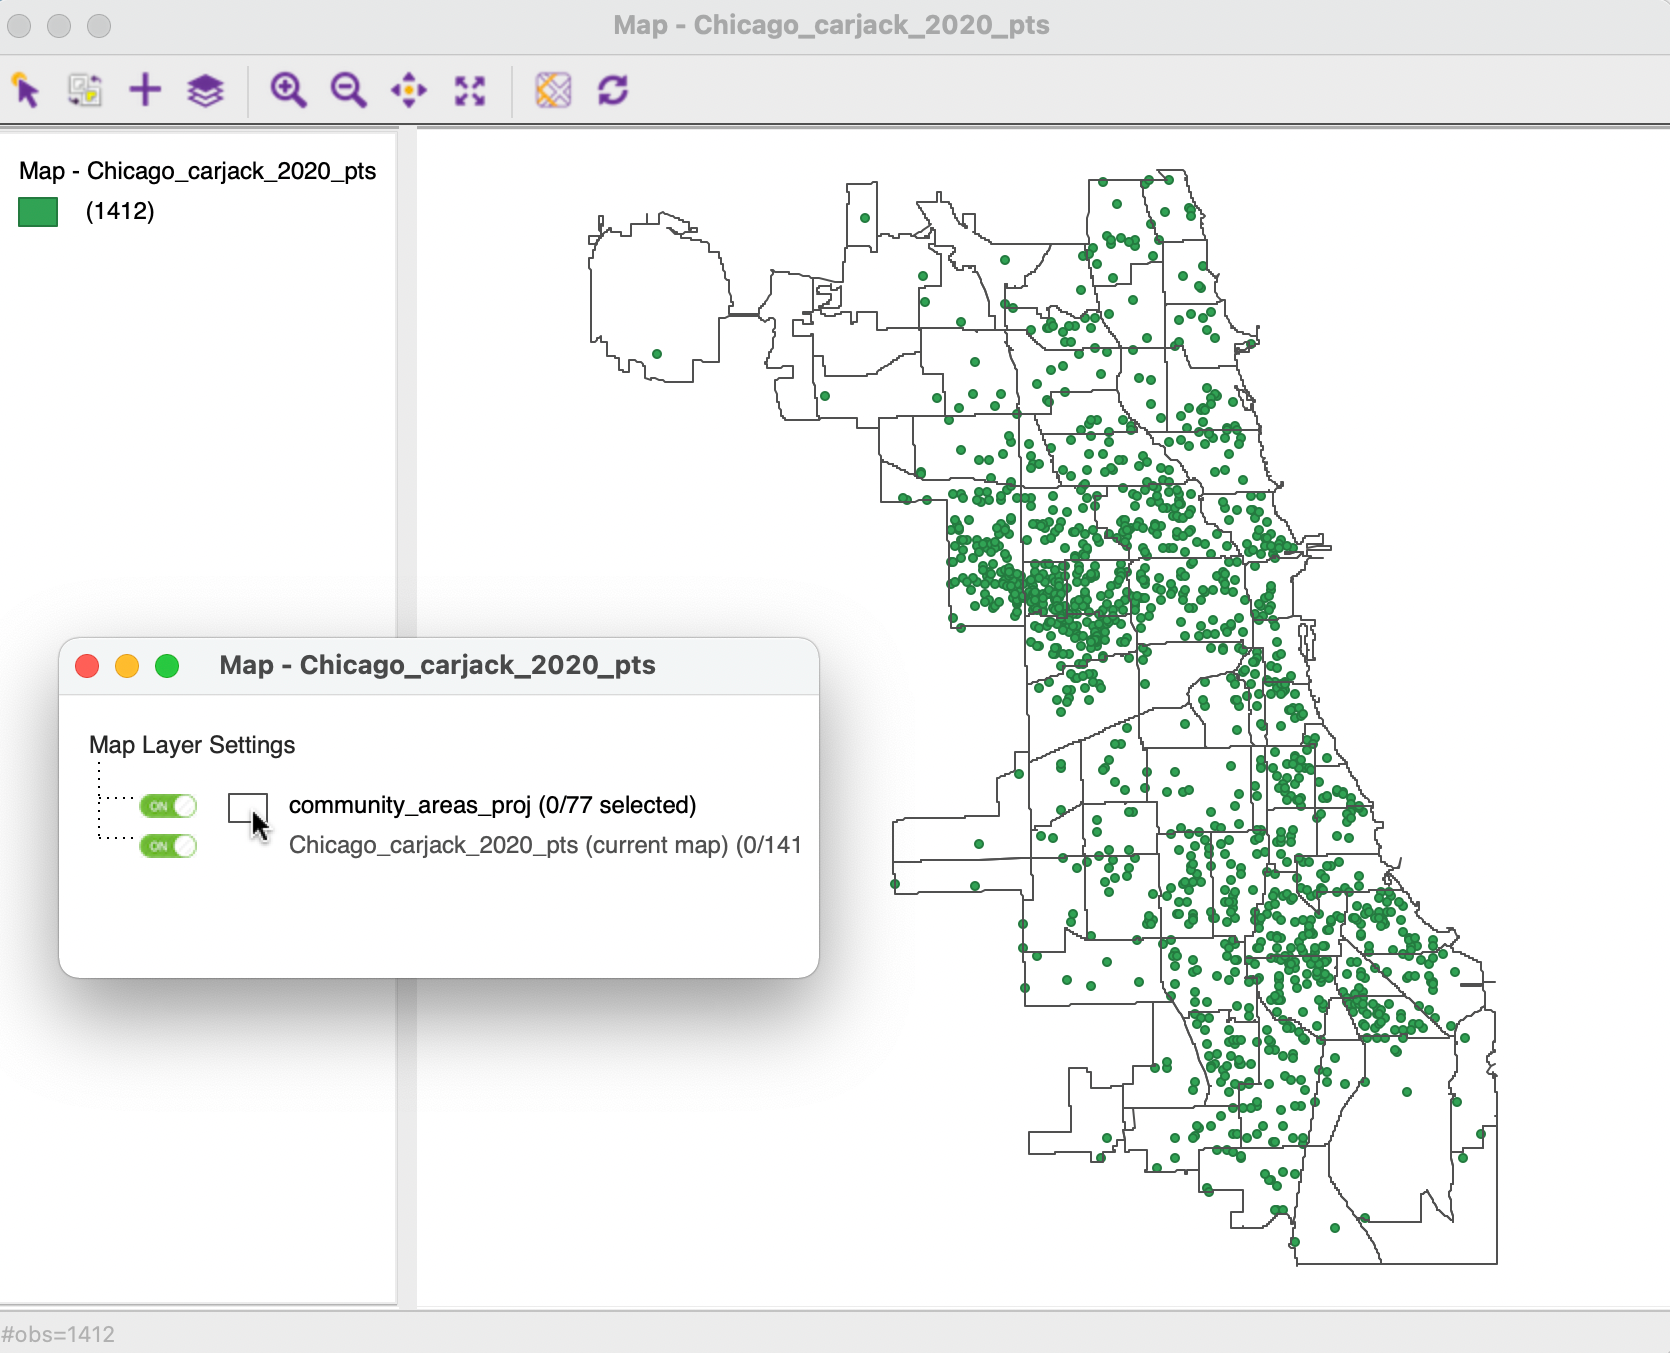 Map - Chicago_carjack_2020_pts
Map - Chicago_carjack_2020_pts
(1412)
Map - Chicago_carjack_2020_pts
Map Layer Settings
ON community_areas_proj (0/77 selected)
ON Chicago_carjack_2020_pts (current map) (0/141
#obs=1412